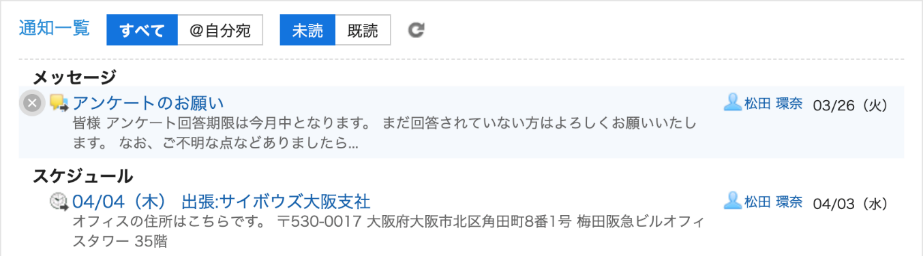 通知一覧 すべて @自分宛 未読 既読
メッセージ
アンケートのお願い 松田 環奈 03/26（火）
皆様 アンケート回答期限は今月中となります。 まだ回答されていない方はよろしくお願いいたし
ます。 なお、ご不明な点などありましたら...
スケジュール
04/04（木） 出張:サイボウズ大阪支社 松田 環奈 04/03（水）
オフィスの住所はこちらです。 〒530-0017 大阪府大阪市北区角田町8番1号 梅田阪急ビルオフィ
スタワー 35階